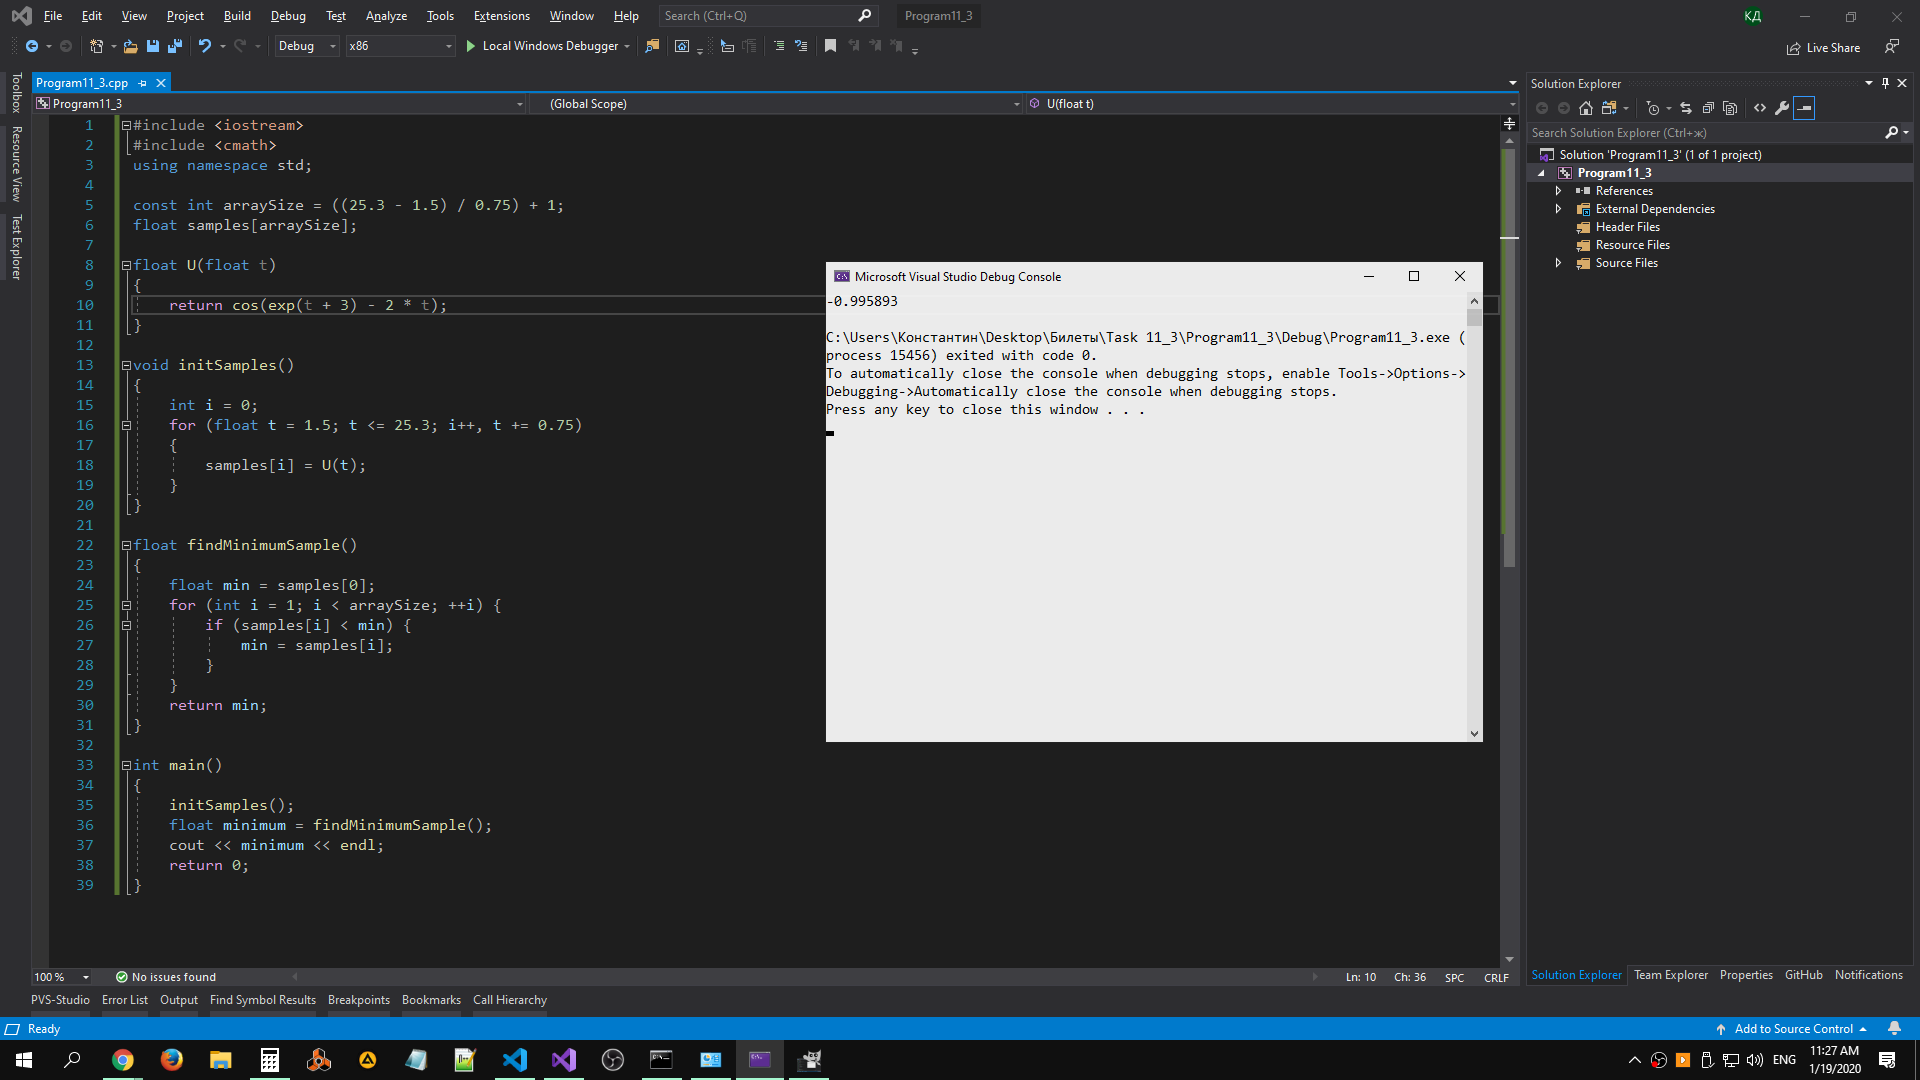 File Edit View Project Build Debug Test Analyze Tools Extensions Window Help Search (Ctrl+Q) Program11_3 КД
Debug x86 Local Windows Debugger Live Share
Toolbox
Resource View
Test Explorer
Program11_3.cpp
Program11_3 (Global Scope) U(float t)
1 #include <iostream>
2 #include <cmath>
3 using namespace std;
4
5 const int arraySize = ((25.3 - 1.5) / 0.75) + 1;
6 float samples[arraySize];
7
8 float U(float t)
9 {
10 return cos(exp(t + 3) - 2 * t);
11 }
12
13 void initSamples()
14 {
15 int i = 0;
16 for (float t = 1.5; t <= 25.3; i++, t += 0.75)
17 {
18 samples[i] = U(t);
19 }
20 }
21
22 float findMinimumSample()
23 {
24 float min = samples[0];
25 for (int i = 1; i < arraySize; ++i) {
26 if (samples[i] < min) {
27 min = samples[i];
28 }
29 }
30 return min;
31 }
32
33 int main()
34 {
35 initSamples();
36 float minimum = findMinimumSample();
37 cout << minimum << endl;
38 return 0;
39 }
Microsoft Visual Studio Debug Console
-0.995893
C:\Users\Константин\Desktop\Билеты\Task 11_3\Program11_3\Debug\Program11_3.exe (
process 15456) exited with code 0.
To automatically close the console when debugging stops, enable Tools->Options->
Debugging->Automatically close the console when debugging stops.
Press any key to close this window . . .
Solution Explorer
Search Solution Explorer (Ctrl+ж)
Solution 'Program11_3' (1 of 1 project)
Program11_3
References
External Dependencies
Header Files
Resource Files
Source Files
100 % No issues found Ln: 10 Ch: 36 SPC CRLF
Solution Explorer Team Explorer Properties GitHub Notifications
PVS-Studio Error List Output Find Symbol Results Breakpoints Bookmarks Call Hierarchy
Ready Add to Source Control
ENG 11:27 AM
1/19/2020